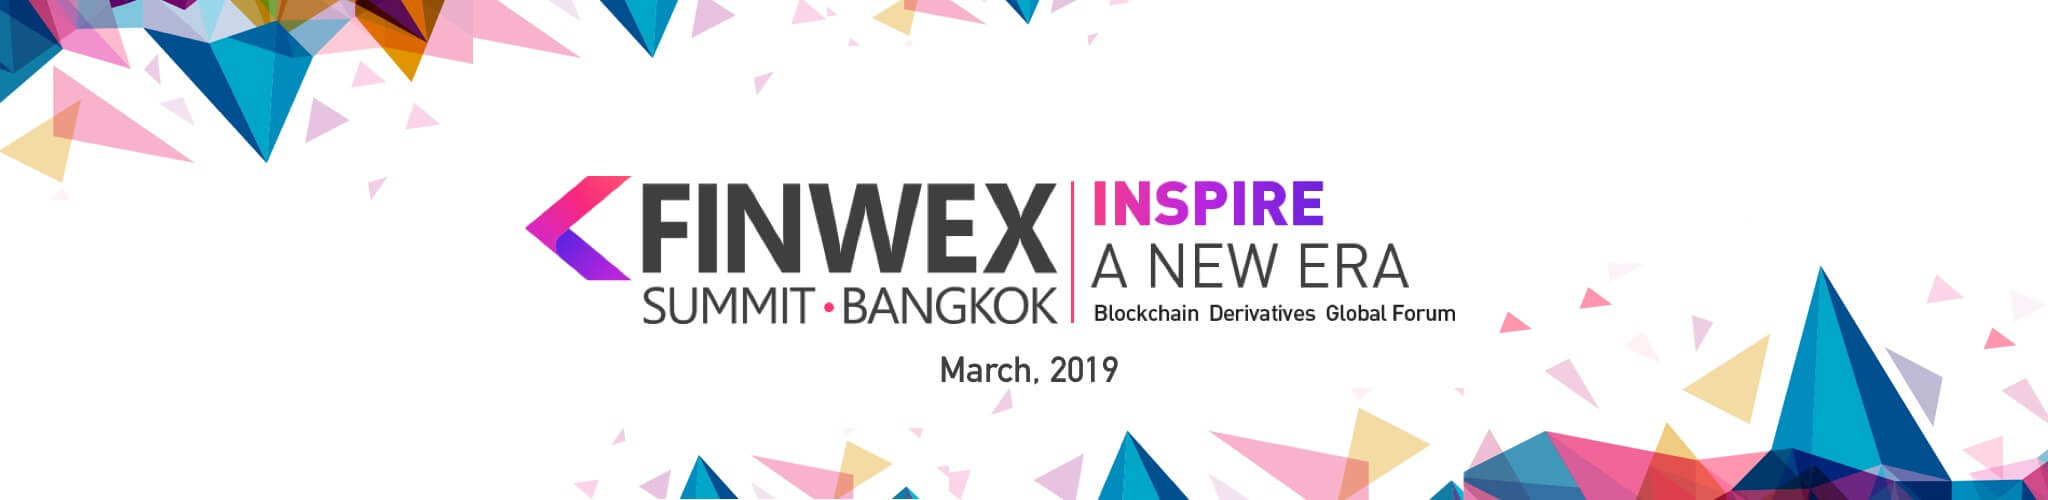 FINWEX
SUMMIT • BANGKOK
INSPIRE
A NEW ERA
Blockchain Derivatives Global Forum
March, 2019